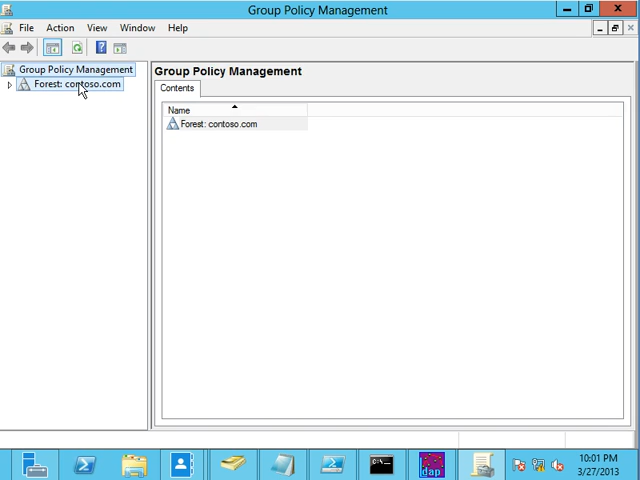 Group Policy Management
File Action View Window Help
Group Policy Management
Forest: contoso.com
Group Policy Management
Contents
Name
Forest: contoso.com
C:\_
dap
10:01 PM
3/27/2013